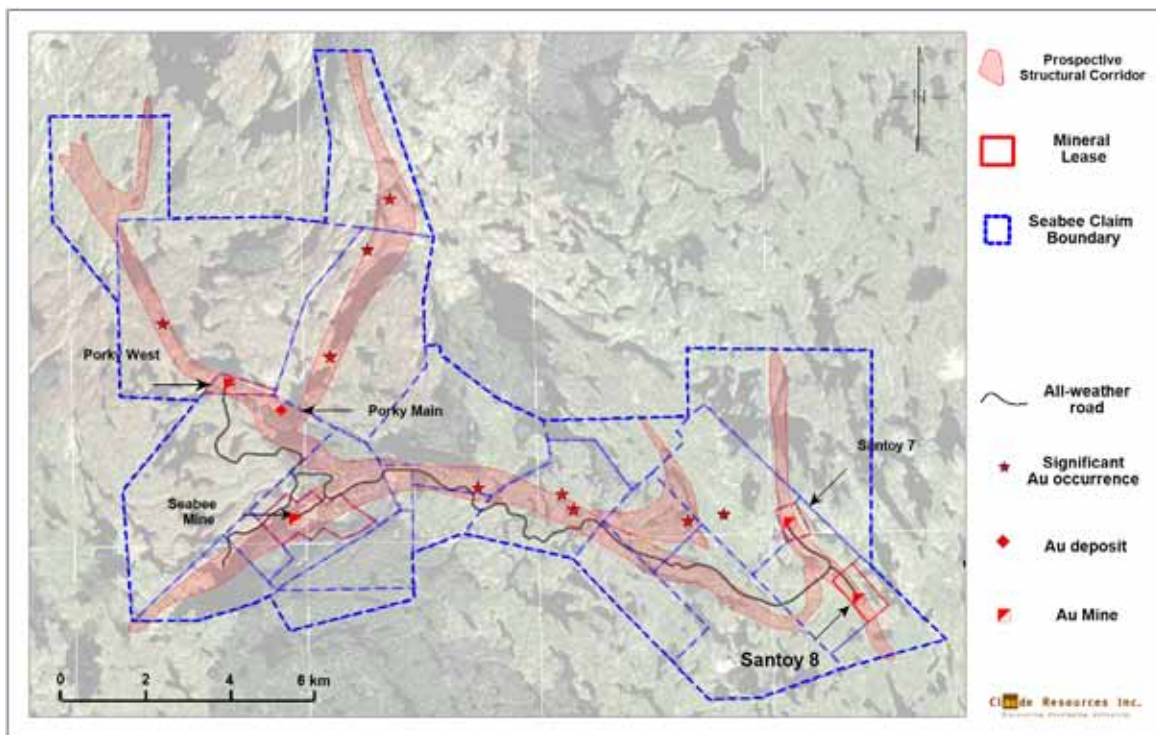 Prospective
Structural Corridor
Mineral
Lease
Seabee Claim
Boundary
All-weather
road
Significant
Au occurrence
Au deposit
Au Mine
Porky West
Porky Main
Santoy 7
Seabee
Mine
Santoy 8
0 2 4 6 km
Resources Inc.